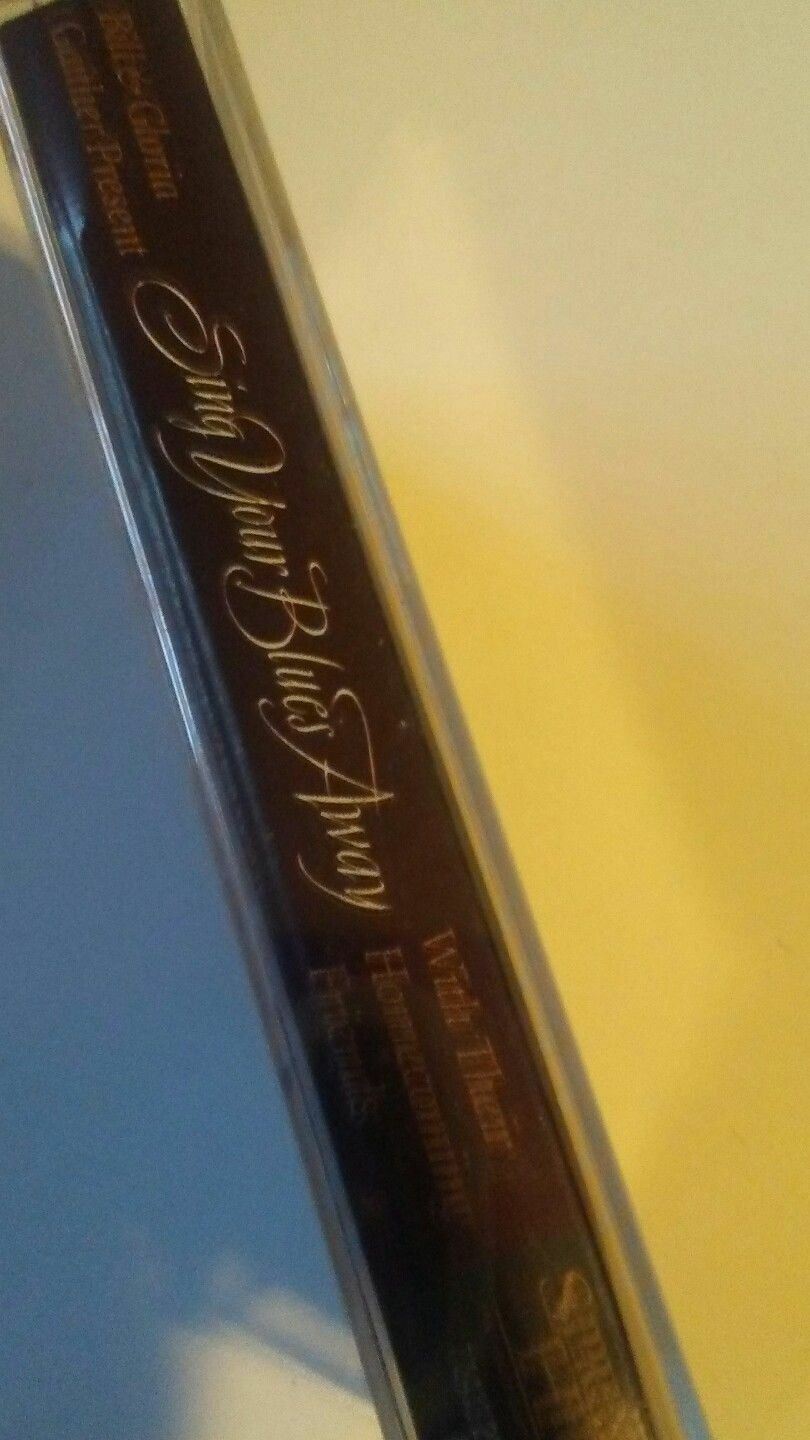 Bill & Gloria
Gaither Present
Sing Your Blues Away
With Their
Homecoming
Friends